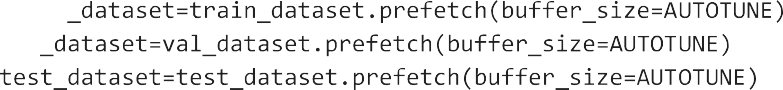 _dataset=train_dataset.prefetch(buffer_size=AUTOTUNE)
_dataset=val_dataset.prefetch(buffer_size=AUTOTUNE)
test_dataset=test_dataset.prefetch(buffer_size=AUTOTUNE)